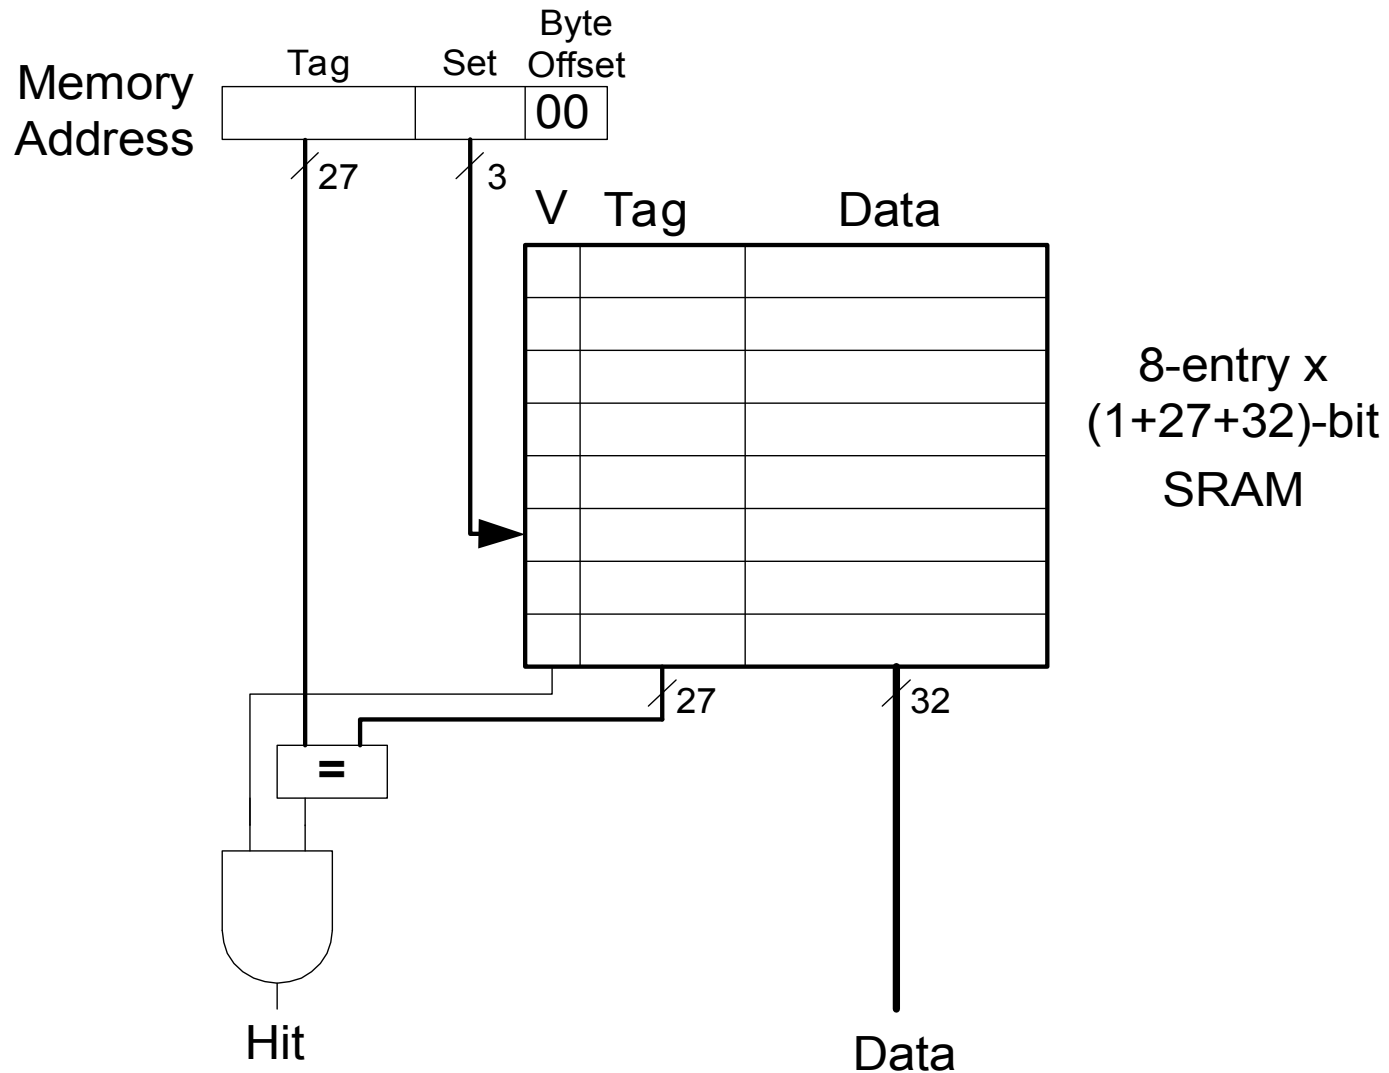 Byte
Tag Set Offset
Memory
Address
00
27
3
V Tag Data
8-entry x
(1+27+32)-bit
SRAM
27
32
=
Hit
Data